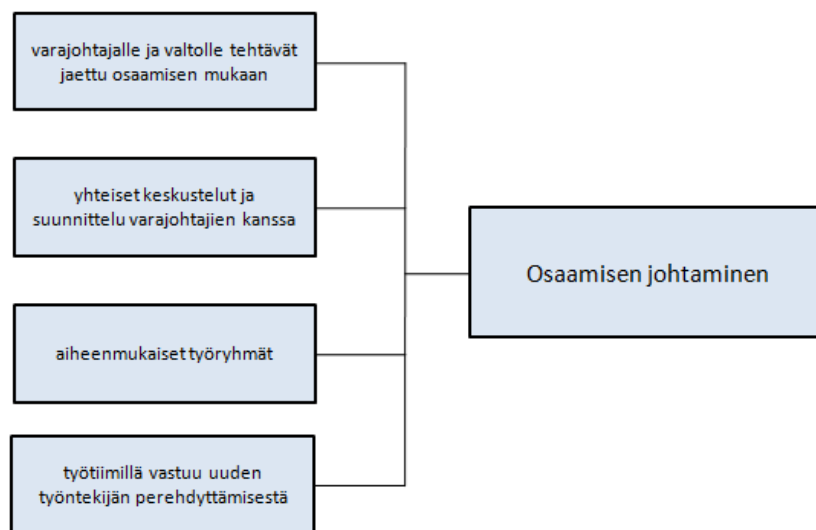 varajohtajalle ja valtolle tehtävät
jaettu osaamisen mukaan
yhteiset keskustelut ja
suunnittelu varajohtajien kanssa
Osaamisen johtaminen
aiheenmukaiset työryhmät
työtiimillä vastuu uuden
työntekijän perehdyttämisestä